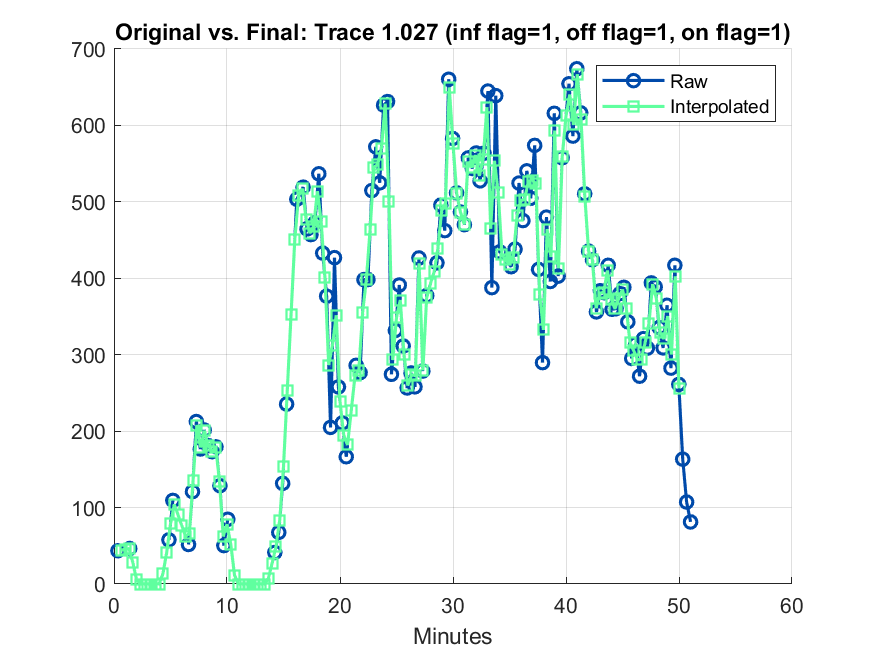 Original vs. Final: Trace 1.027 (inf flag=1, off flag=1, on flag=1)
700
600
500
400
300
200
100
0
Raw
Interpolated
0 10 20 30 40 50 60
Minutes